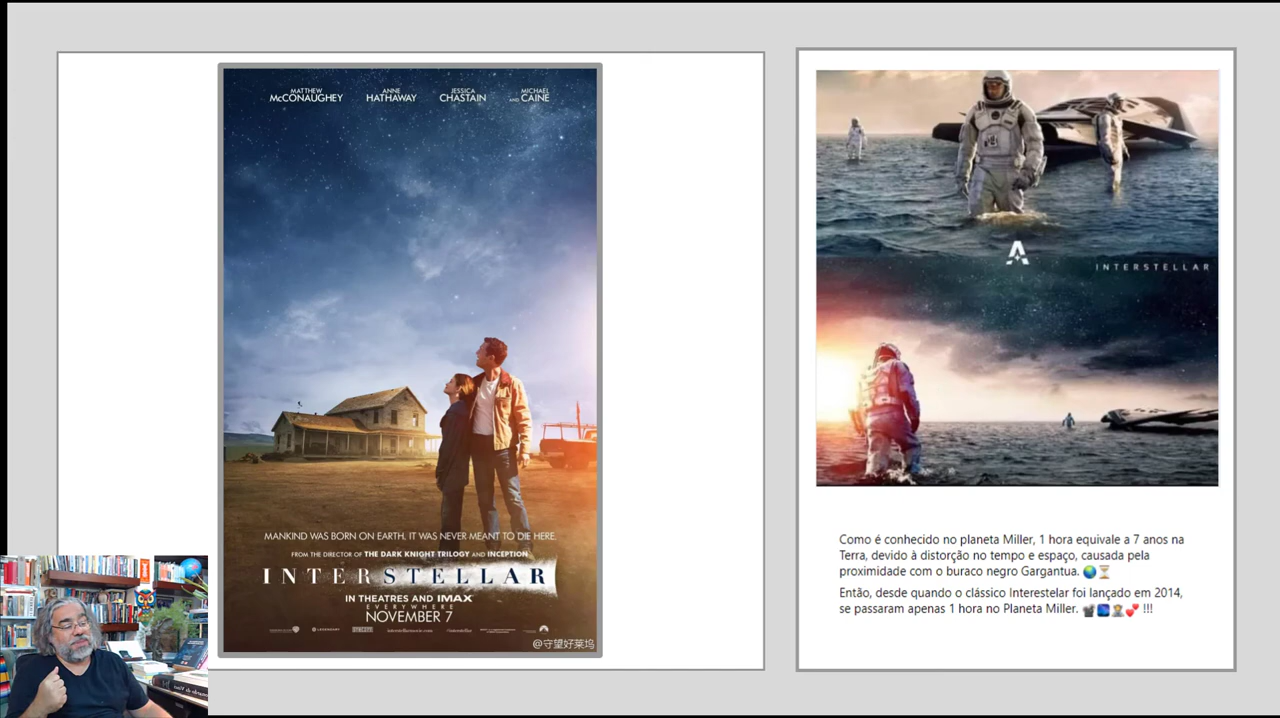 MATTHEW
McCONAUGHEY
ANNE
HATHAWAY
JESSICA
CHASTAIN
MICHAEL
AND CAINE
MANKIND WAS BORN ON EARTH, IT WAS NEVER MEANT TO DIE HERE.
FROM THE DIRECTOR OF THE DARK KNIGHT TRILOGY AND INCEPTION
INTERSTELLAR
IN THEATRES AND IMAX
EVERYWHERE
NOVEMBER 7
@守望好莱坞
INTERSTELLAR
Como é conhecido no planeta Miller, 1 hora equivale a 7 anos na
Terra, devido à distorção no tempo e espaço, causada pela
proximidade com o buraco negro Gargantua. 🌍⏳
Então, desde quando o clássico Interestelar foi lançado em 2014,
se passaram apenas 1 hora no Planeta Miller. !!!